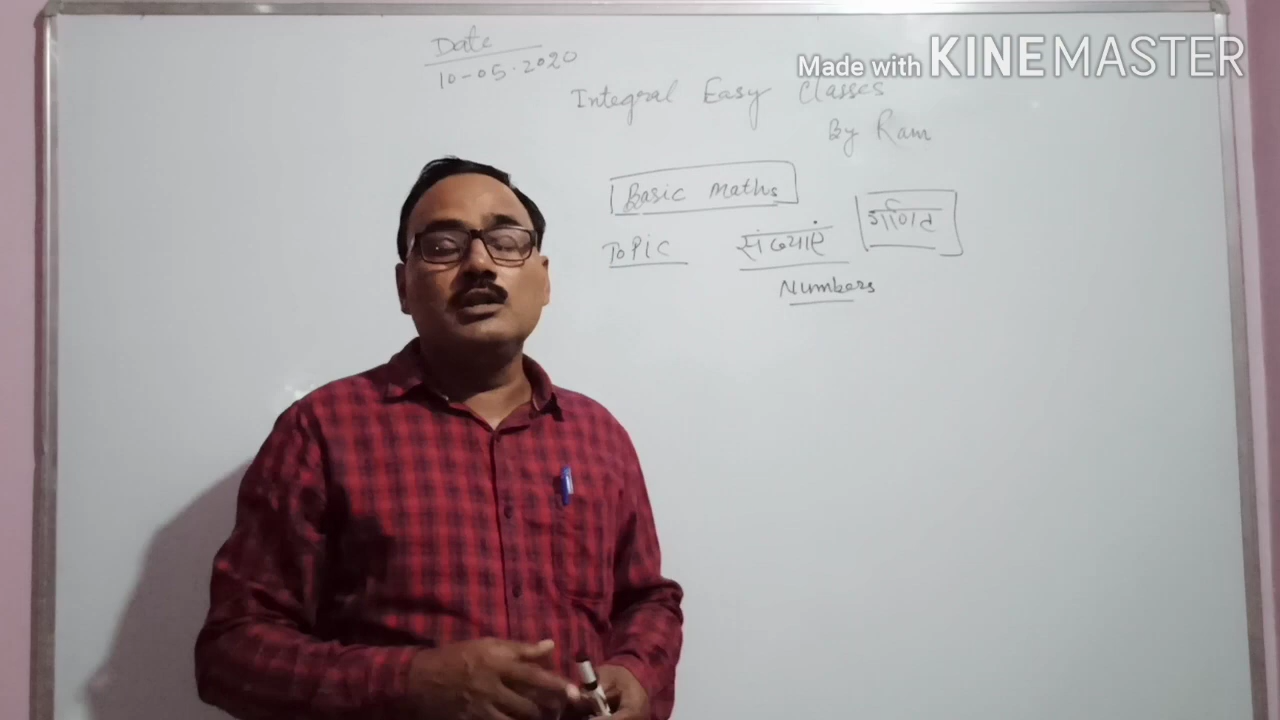 Date
10-05.2020
Made with KINEMASTER
Integral Easy Classes
By Ram
Basic Maths
Topic संख्याएं गणित
Numbers